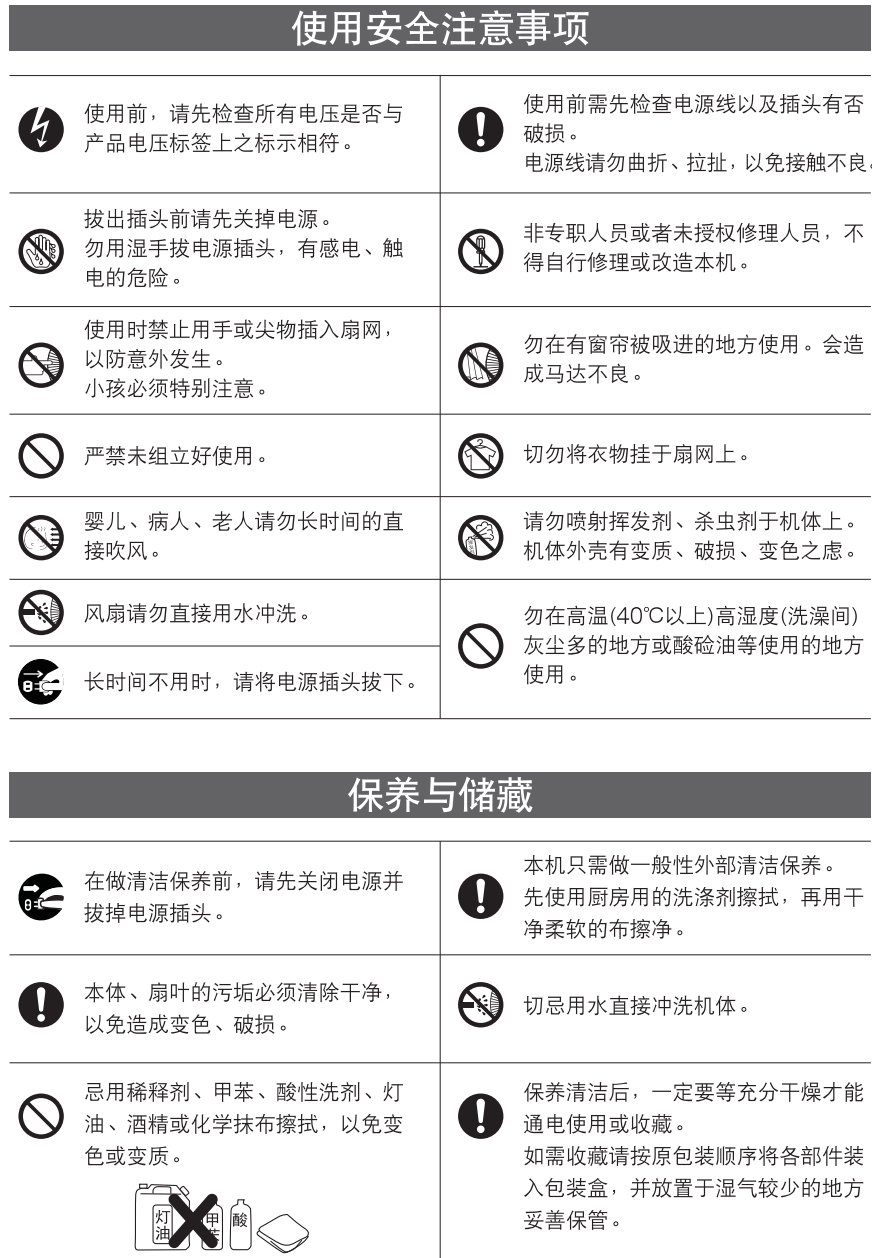 使用安全注意事项
使用前，请先检查所有电压是否与
产品电压标签上之标示相符。
使用前需先检查电源线以及插头有否
破损。
电源线请勿曲折、拉扯，以免接触不良。
拔出插头前请先关掉电源。
勿用湿手拔电源插头，有感电、触
电的危险。
非专职人员或者未授权修理人员，不
得自行修理或改造本机。
使用时禁止用手或尖物插入扇网，
以防意外发生。
小孩必须特别注意。
勿在有窗帘被吸进的地方使用。会造
成马达不良。
严禁未组立好使用。
切勿将衣物挂于扇网上。
婴儿、病人、老人请勿长时间的直
接吹风。
请勿喷射挥发剂、杀虫剂于机体上。
机体外壳有变质、破损、变色之虑。
风扇请勿直接用水冲洗。
勿在高温(40℃以上)高湿度(洗澡间)
灰尘多的地方或酸硷油等使用的地方
使用。
长时间不用时，请将电源插头拔下。
保养与储藏
在做清洁保养前，请先关闭电源并
拔掉电源插头。
本机只需做一般性外部清洁保养。
先使用厨房用的洗涤剂擦拭，再用干
净柔软的布擦净。
本体、扇叶的污垢必须清除干净，
以免造成变色、破损。
切忌用水直接冲洗机体。
忌用稀释剂、甲苯、酸性洗剂、灯
油、酒精或化学抹布擦拭，以免变
色或变质。
灯油
甲苯
酸
保养清洁后，一定要等充分干燥才能
通电使用或收藏。
如需收藏请按原包装顺序将各部件装
入包装盒，并放置于湿气较少的地方
妥善保管。